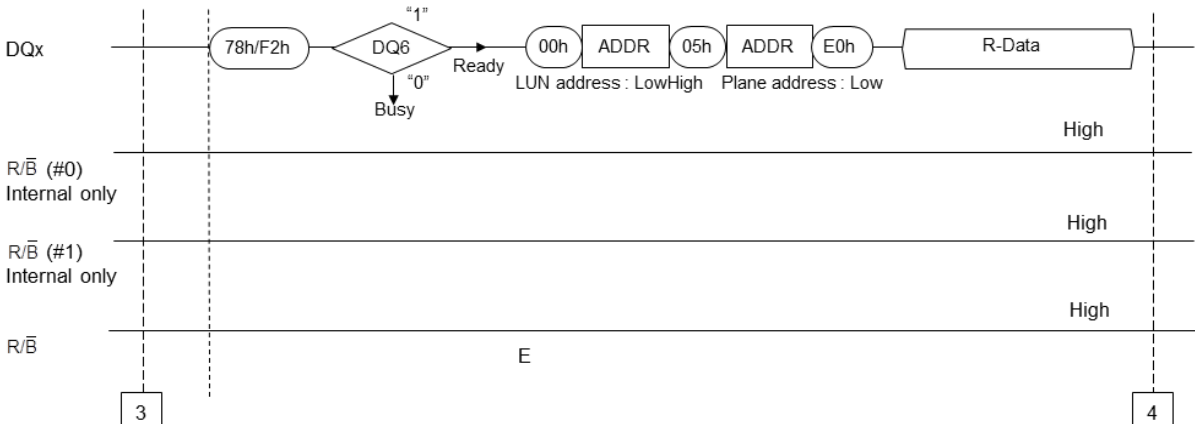 “1”
DQx 78h/F2h DQ6 00h ADDR 05h ADDR E0h R-Data
Ready
“0” LUN address : LowHigh Plane address : Low
Busy
High
R/B̅ (#0)
Internal only
High
R/B̅ (#1)
Internal only
High
R/B̅
E
3 4